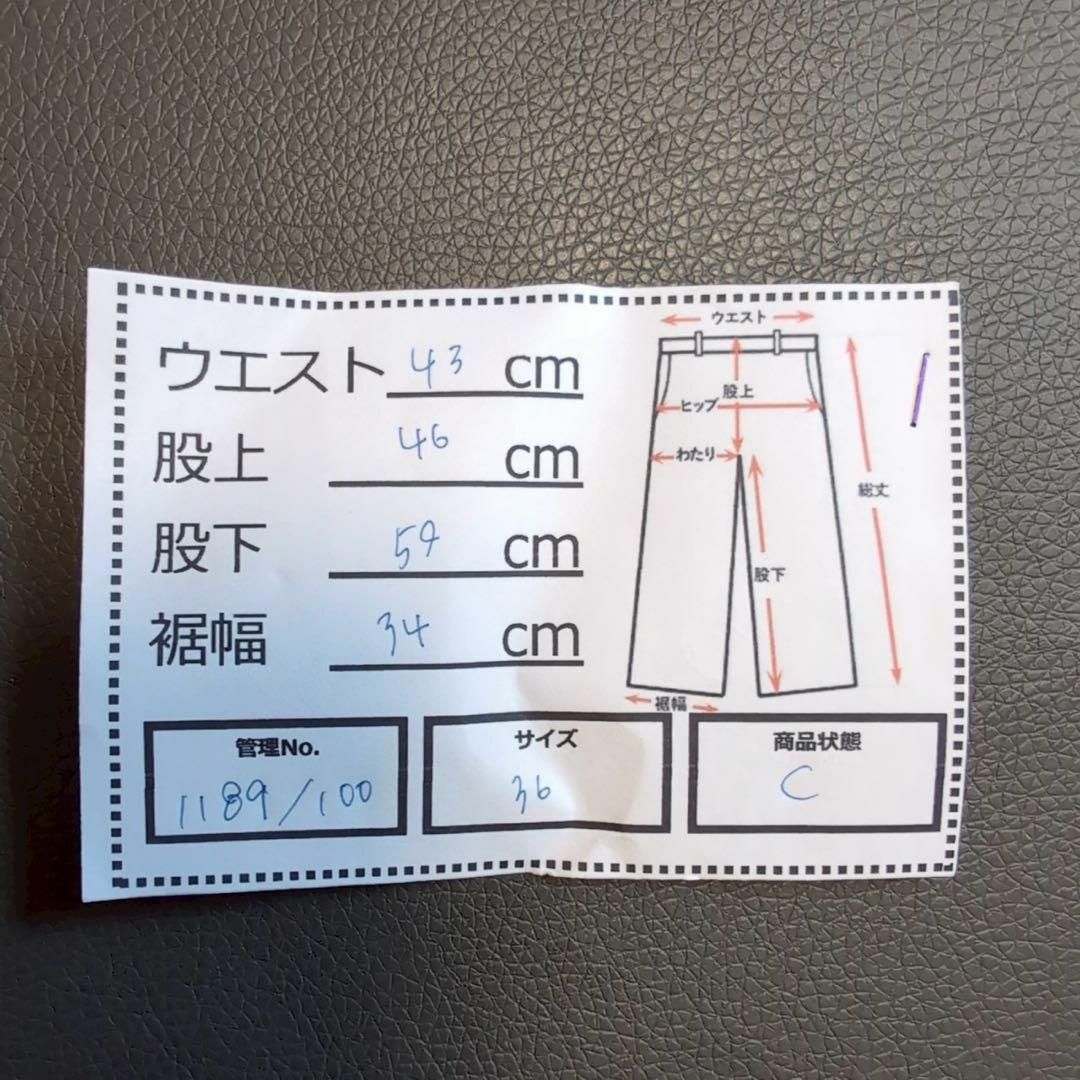 ウエスト 43 cm
股上 46 cm
股下 59 cm
裾幅 34 cm
ウエスト
股上
ヒップ
わたり
総丈
股下
裾幅
管理No.
1189/100
サイズ
36
商品状態
C